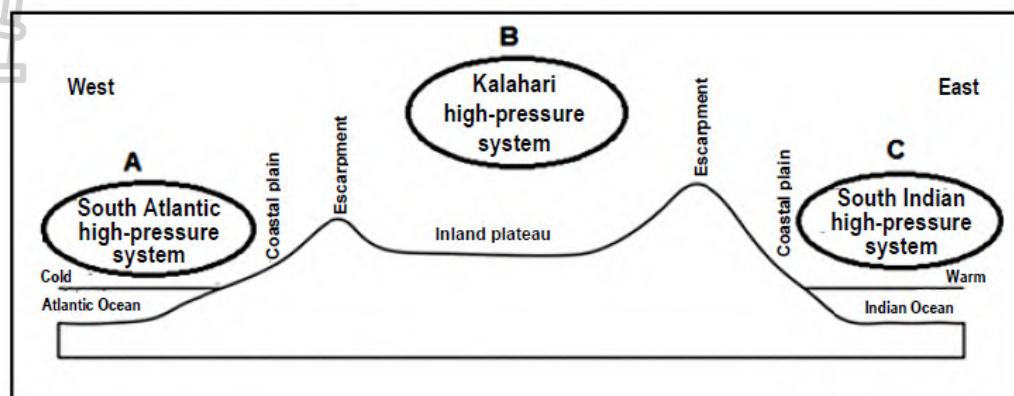 B
West
Kalahari
high-pressure
system
East
Escarpment
Escarpment
A
Coastal plain
Coastal plain
C
South Atlantic
high-pressure
system
Inland plateau
South Indian
high-pressure
system
Cold
Warm
Atlantic Ocean
Indian Ocean